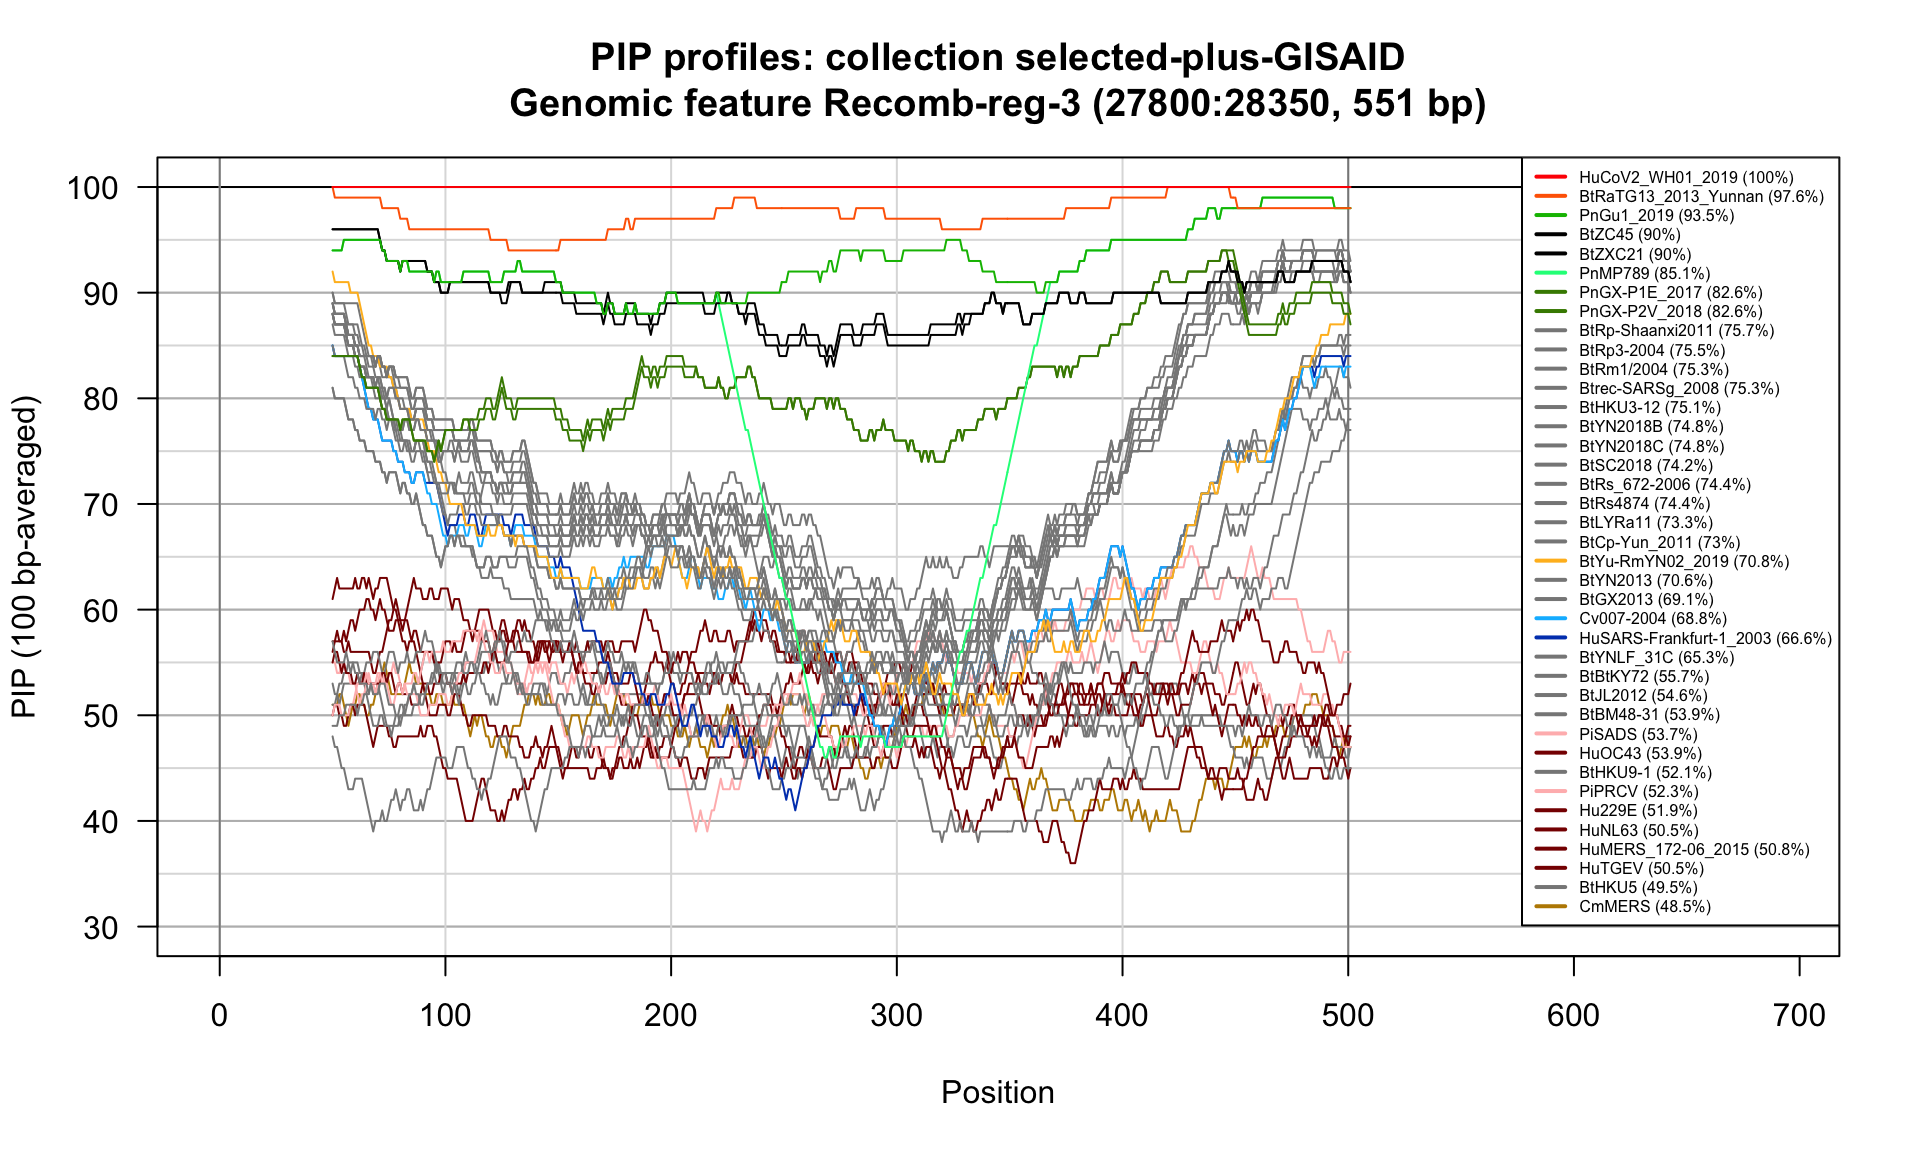 PIP profiles: collection selected-plus-GISAID
Genomic feature Recomb-reg-3 (27800:28350, 551 bp)
PIP (100 bp-averaged)
100
90
80
70
60
50
40
30
0
100
200
300
400
500
600
700
Position
HuCoV2_WH01_2019 (100%)
BtRaTG13_2013_Yunnan (97.6%)
PnGu1_2019 (93.5%)
BtZC45 (90%)
BtZXC21 (90%)
PnMP789 (85.1%)
PnGX-P1E_2017 (82.6%)
PnGX-P2V_2018 (82.6%)
BtRp-Shaanxi2011 (75.7%)
BtRp3-2004 (75.5%)
BtRm1/2004 (75.3%)
Btrec-SARSg_2008 (75.3%)
BtHKU3-12 (75.1%)
BtYN2018B (74.8%)
BtYN2018C (74.8%)
BtSC2018 (74.2%)
BtRs_672-2006 (74.4%)
BtRs4874 (74.4%)
BtLYRa11 (73.3%)
BtCp-Yun_2011 (73%)
BtYu-RmYN02_2019 (70.8%)
BtYN2013 (70.6%)
BtGX2013 (69.1%)
Cv007-2004 (68.8%)
HuSARS-Frankfurt-1_2003 (66.6%)
BtYNLF_31C (65.3%)
BtBtKY72 (55.7%)
BtJL2012 (54.6%)
BtBM48-31 (53.9%)
PiSADS (53.7%)
HuOC43 (53.9%)
BtHKU9-1 (52.1%)
PiPRCV (52.3%)
Hu229E (51.9%)
HuNL63 (50.5%)
HuMERS_172-06_2015 (50.8%)
HuTGEV (50.5%)
BtHKU5 (49.5%)
CmMERS (48.5%)